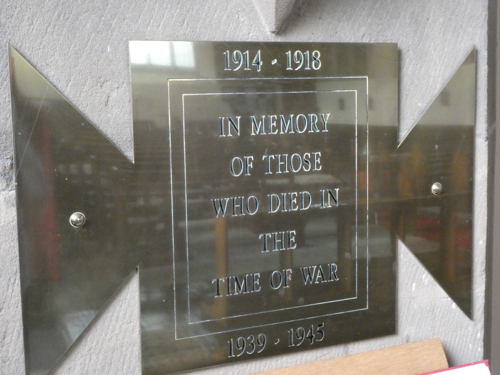 1914 - 1918
IN MEMORY
OF THOSE
WHO DIED IN
THE
TIME OF WAR
1939 - 1945